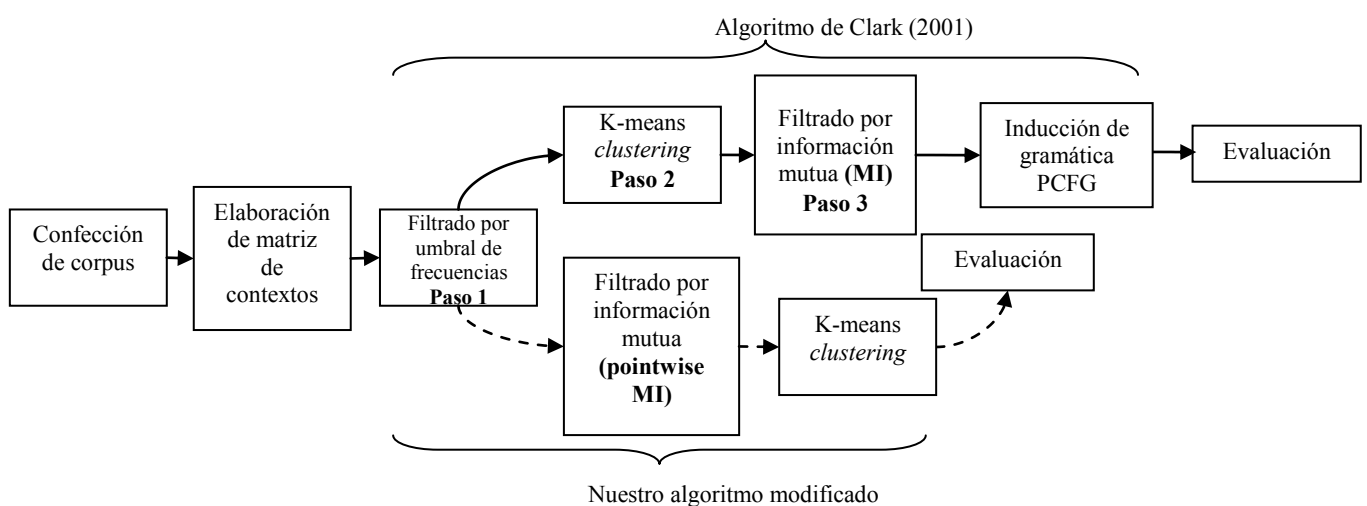 Algoritmo de Clark (2001)
K-means
clustering
Paso 2
Filtrado por
información
mutua (MI)
Paso 3
Inducción de
gramática
PCFG
Evaluación
Confección
de corpus
Elaboración
de matriz
de
contextos
Filtrado por
umbral de
frecuencias
Paso 1
Filtrado por
información
mutua
(pointwise
MI)
K-means
clustering
Evaluación
Nuestro algoritmo modificado